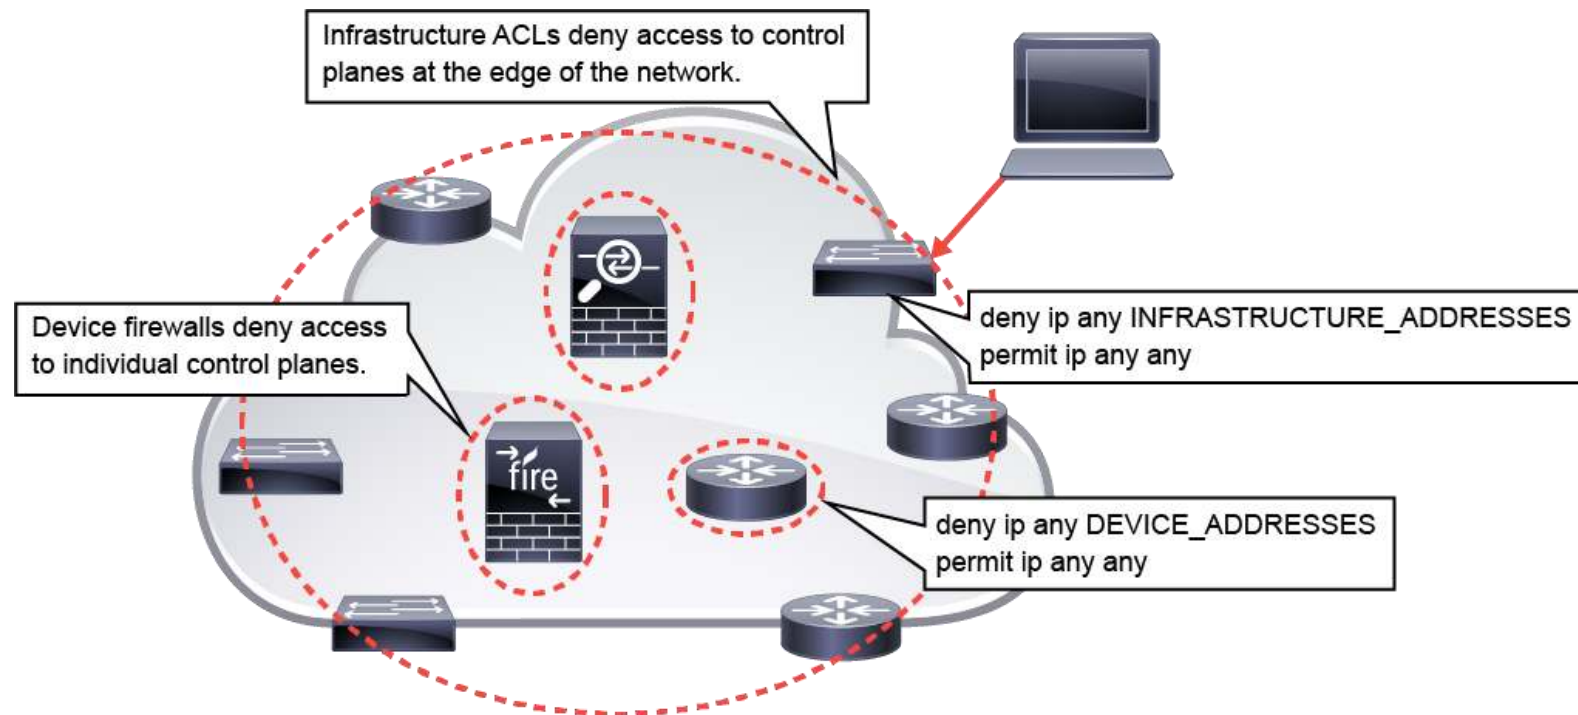 Infrastructure ACLs deny access to control
planes at the edge of the network.
deny ip any INFRASTRUCTURE_ADDRESSES
permit ip any any
Device firewalls deny access
to individual control planes.
fire
deny ip any DEVICE_ADDRESSES
permit ip any any